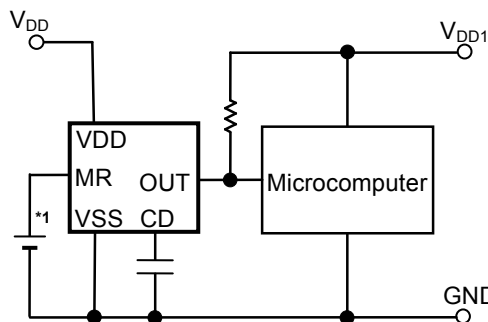 VDD
VDD1
VDD
MR
OUT
Microcomputer
*1
VSS
CD
GND